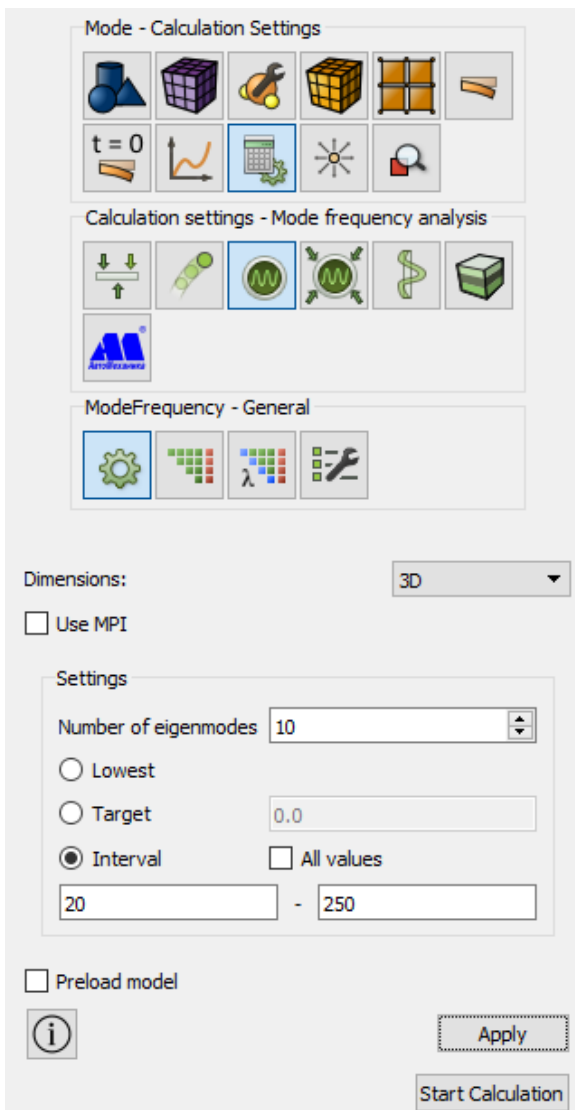 Mode - Calculation Settings
t = 0
Calculation settings - Mode frequency analysis
АвтоМеханика
ModeFrequency - General
λ
Dimensions: 3D
Use MPI
Settings
Number of eigenmodes 10
Lowest
Target 0.0
Interval All values
20 - 250
Preload model
i
Apply
Start Calculation